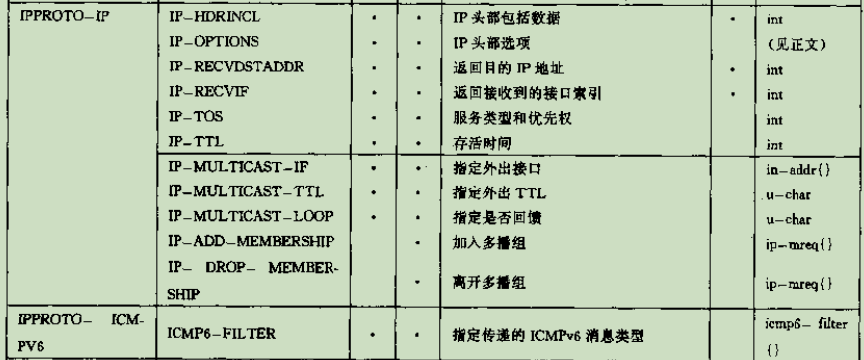 IPPROTO-IP IP-HDRINCL · · IP 头部包括数据 · int
IP-OPTIONS · · IP 头部选项 (见正文)
IP-RECVDSTADDR · · 返回目的 IP 地址 · int
IP-RECVIF · · 返回接收到的接口索引 · int
IP-TOS · · 服务类型和优先权 int
IP-TTL · · 存活时间 int
IP-MULTICAST-IF · · 指定外出接口 in-addr{}
IP-MULTICAST-TTL · · 指定外出 TTL u-char
IP-MULTICAST-LOOP · · 指定是否回馈 u-char
IP-ADD-MEMBERSHIP · 加入多播组 ip-mreq{}
IP- DROP- MEMBER-
SHIP · 离开多播组 ip-mreq{}
IPPROTO- ICM-
PV6 ICMP6-FILTER · · 指定传递的 ICMPv6 消息类型 icmp6- filter
{}